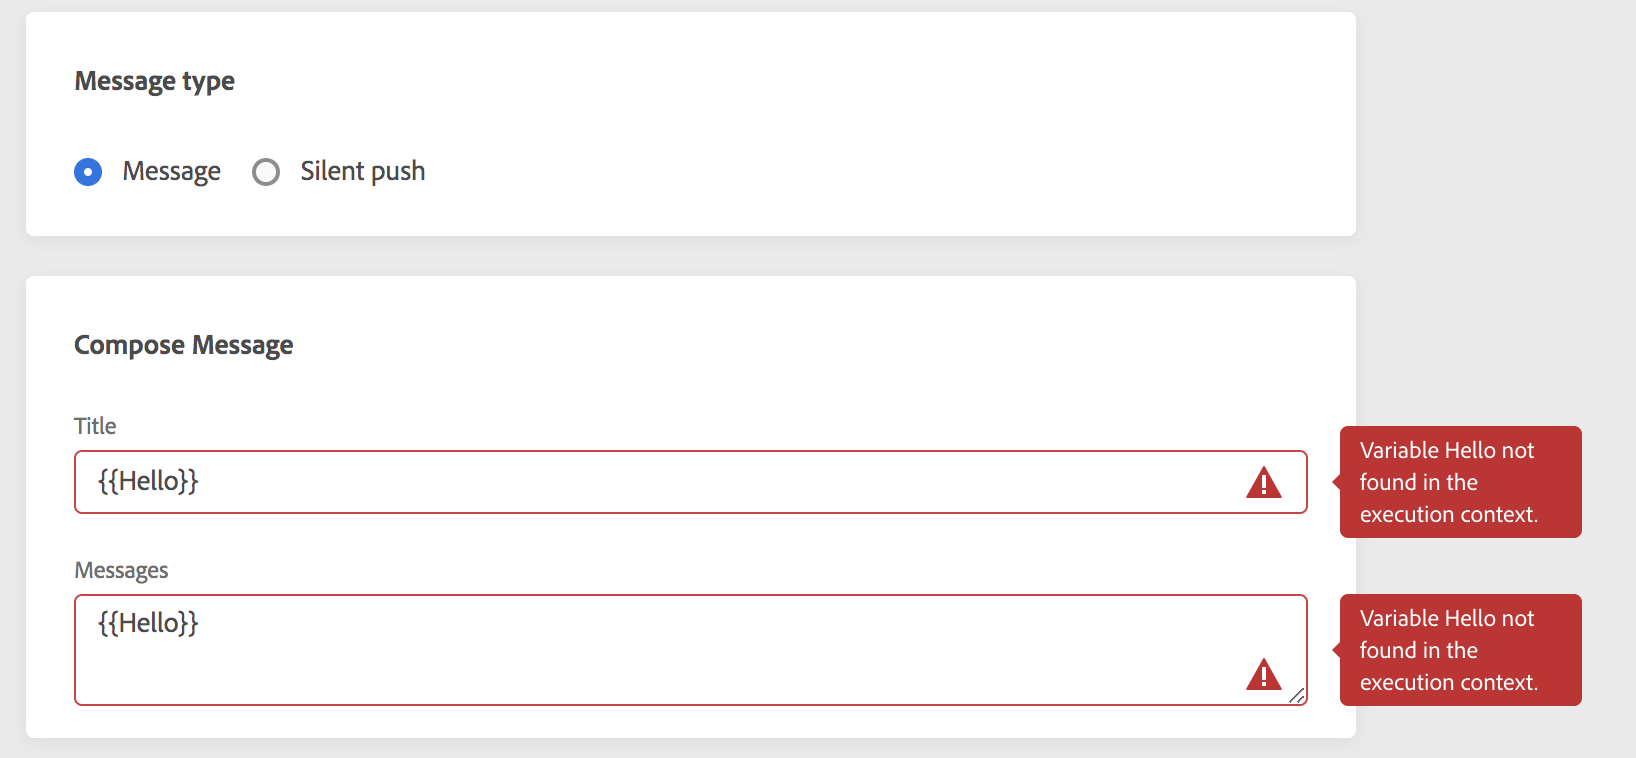 Message type
Message Silent push
Compose Message
Title
{{Hello}}
Variable Hello not
found in the
execution context.
Messages
{{Hello}}
Variable Hello not
found in the
execution context.